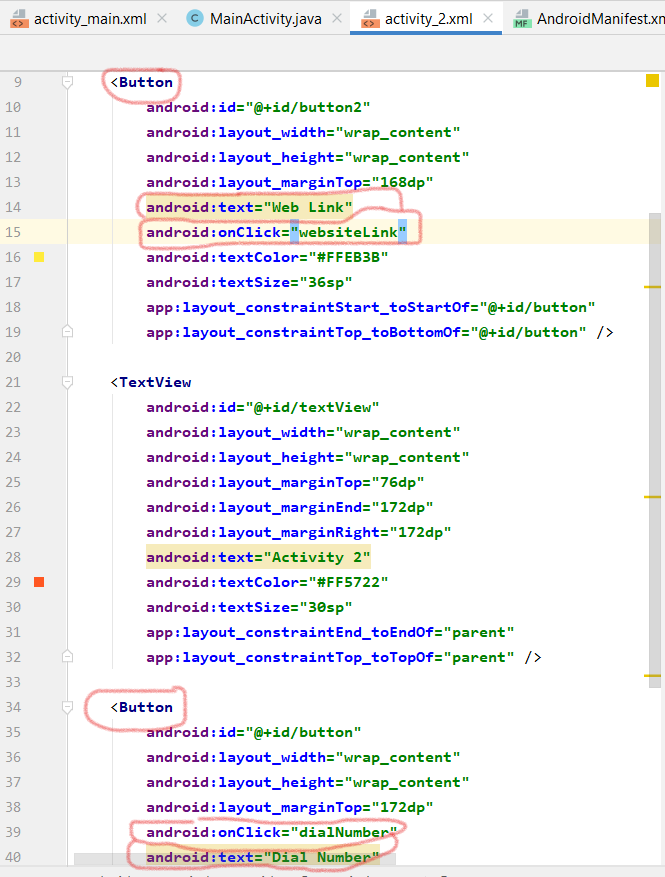 activity_main.xml MainActivity.java activity_2.xml AndroidManifest.xm
9 <Button
10 android:id="@+id/button2"
11 android:layout_width="wrap_content"
12 android:layout_height="wrap_content"
13 android:layout_marginTop="168dp"
14 android:text="Web Link"
15 android:onClick="websiteLink"
16 android:textColor="#FFEB3B"
17 android:textSize="36sp"
18 app:layout_constraintStart_toStartOf="@+id/button"
19 app:layout_constraintTop_toBottomOf="@+id/button" />
20
21 <TextView
22 android:id="@+id/textView"
23 android:layout_width="wrap_content"
24 android:layout_height="wrap_content"
25 android:layout_marginTop="76dp"
26 android:layout_marginEnd="172dp"
27 android:layout_marginRight="172dp"
28 android:text="Activity 2"
29 android:textColor="#FF5722"
30 android:textSize="30sp"
31 app:layout_constraintEnd_toEndOf="parent"
32 app:layout_constraintTop_toTopOf="parent" />
33
34 <Button
35 android:id="@+id/button"
36 android:layout_width="wrap_content"
37 android:layout_height="wrap_content"
38 android:layout_marginTop="172dp"
39 android:onClick="dialNumber"
40 android:text="Dial Number"